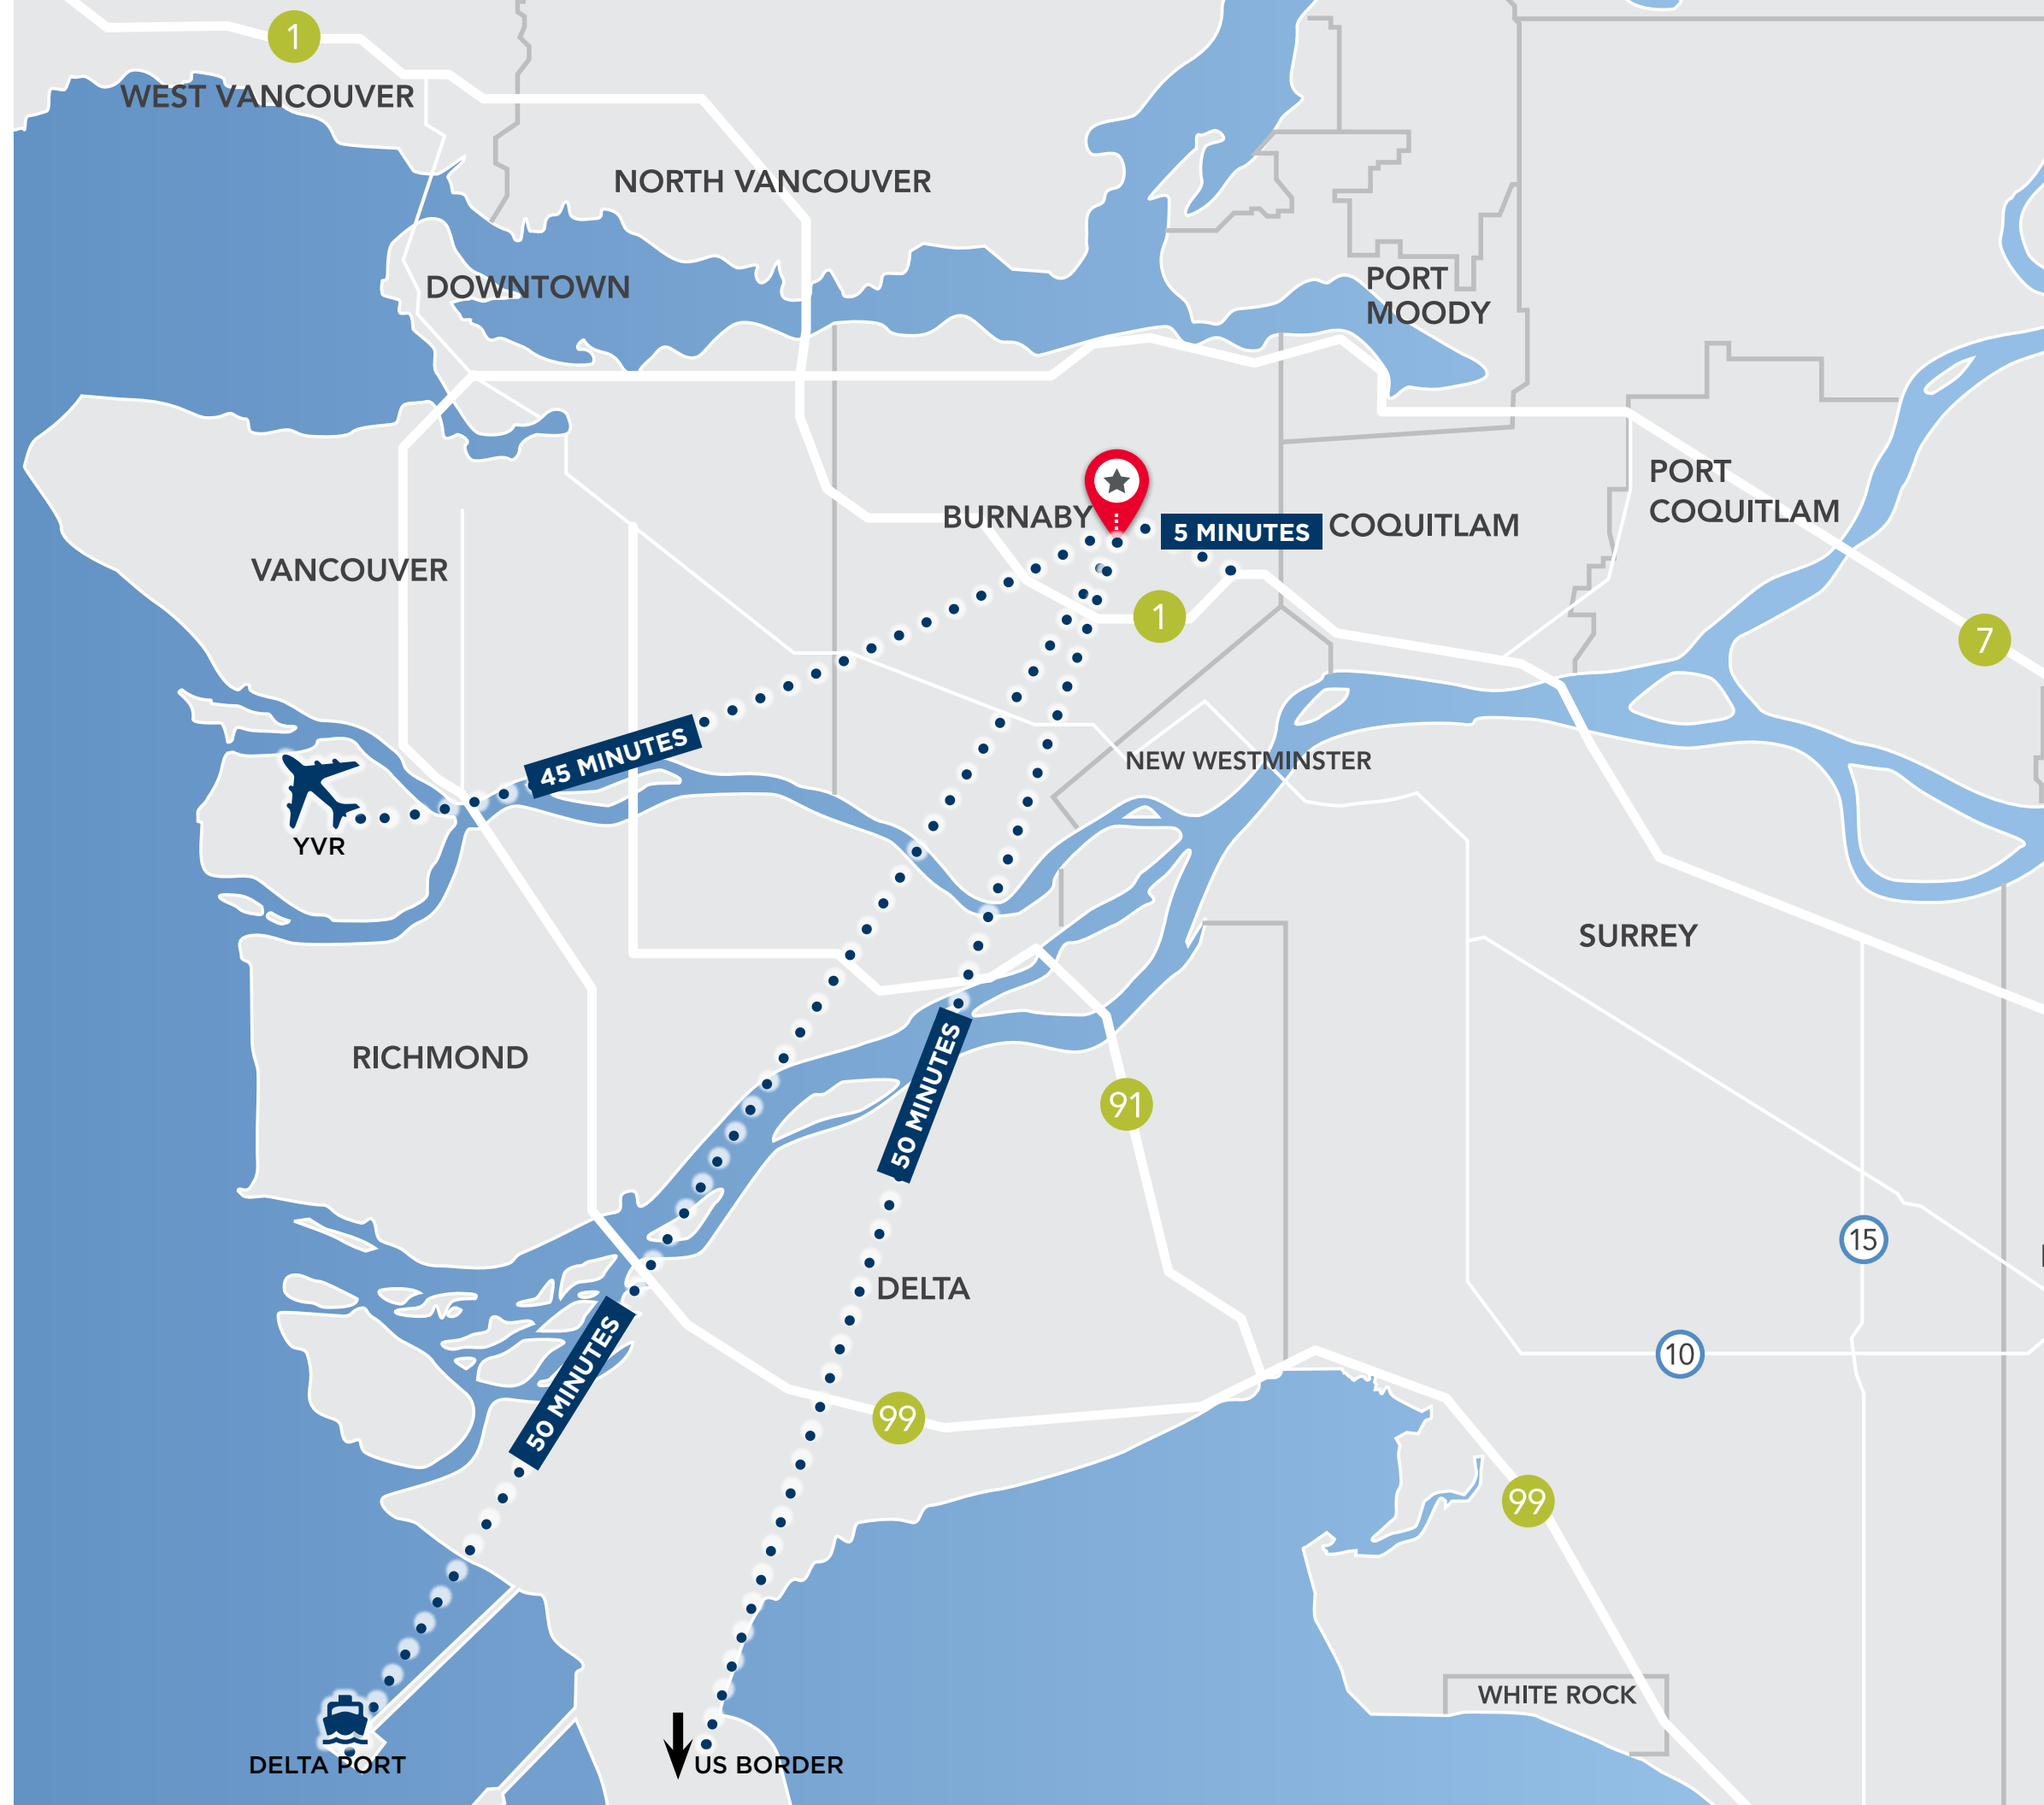 1
WEST VANCOUVER
NORTH VANCOUVER
DOWNTOWN
PORT
MOODY
PORT
COQUITLAM
BURNABY
5 MINUTES
COQUITLAM
VANCOUVER
1
7
45 MINUTES
NEW WESTMINSTER
YVR
SURREY
RICHMOND
50 MINUTES
91
15
DELTA
10
50 MINUTES
99
99
WHITE ROCK
DELTA PORT
US BORDER